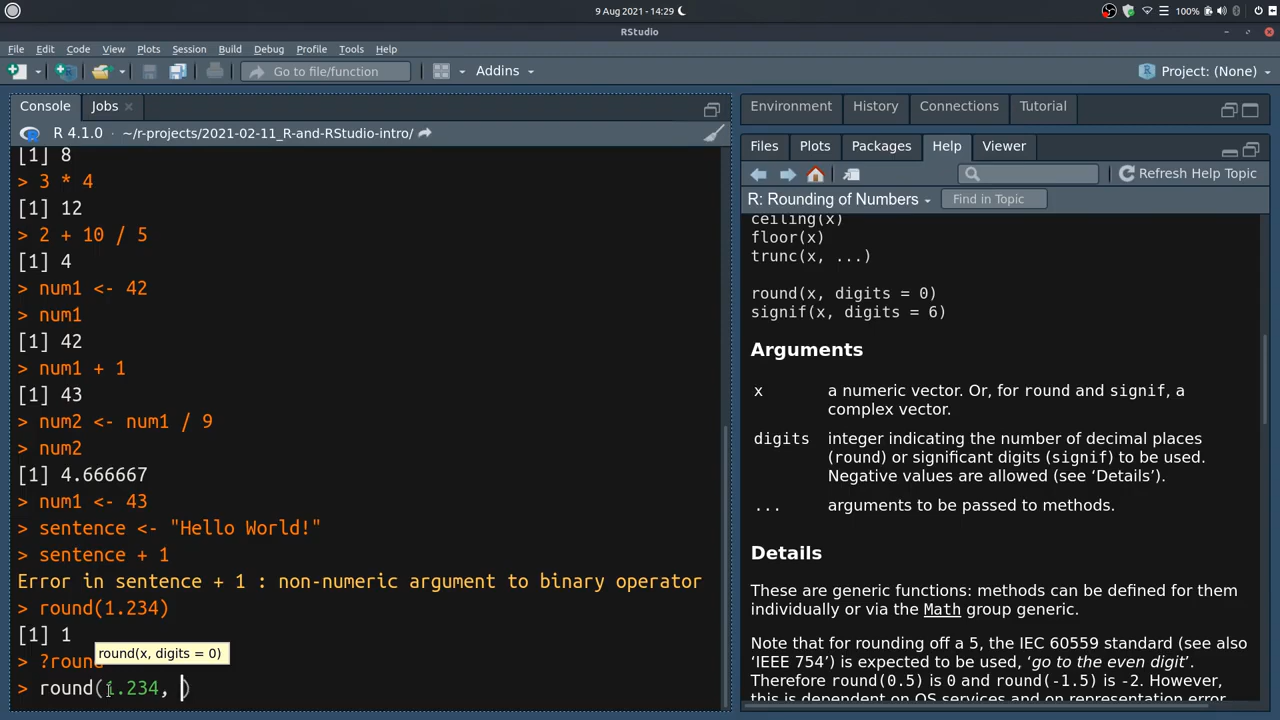 9 Aug 2021 - 14:29
100%
RStudio
File Edit Code View Plots Session Build Debug Profile Tools Help
Go to file/function
Addins
Project: (None)
Console
Jobs
R 4.1.0 · ~/r-projects/2021-02-11_R-and-RStudio-intro/
[1] 8
> 3 * 4
[1] 12
> 2 + 10 / 5
[1] 4
> num1 <- 42
> num1
[1] 42
> num1 + 1
[1] 43
> num2 <- num1 / 9
> num2
[1] 4.666667
> num1 <- 43
> sentence <- "Hello World!"
> sentence + 1
Error in sentence + 1 : non-numeric argument to binary operator
> round(1.234)
[1] 1
round(x, digits = 0)
> ?round
> round(1.234, )
Environment History Connections Tutorial
Files Plots Packages Help Viewer
Refresh Help Topic
R: Rounding of Numbers
Find in Topic
ceiling(x)
floor(x)
trunc(x, ...)
round(x, digits = 0)
signif(x, digits = 6)
Arguments
x a numeric vector. Or, for round and signif, a
complex vector.
digits integer indicating the number of decimal places
(round) or significant digits (signif) to be used.
Negative values are allowed (see ‘Details’).
... arguments to be passed to methods.
Details
These are generic functions: methods can be defined for them
individually or via the Math group generic.
Note that for rounding off a 5, the IEC 60559 standard (see also
‘IEEE 754’) is expected to be used, ‘go to the even digit’.
Therefore round(0.5) is 0 and round(-1.5) is -2. However,
this is dependent on OS services and on representation error